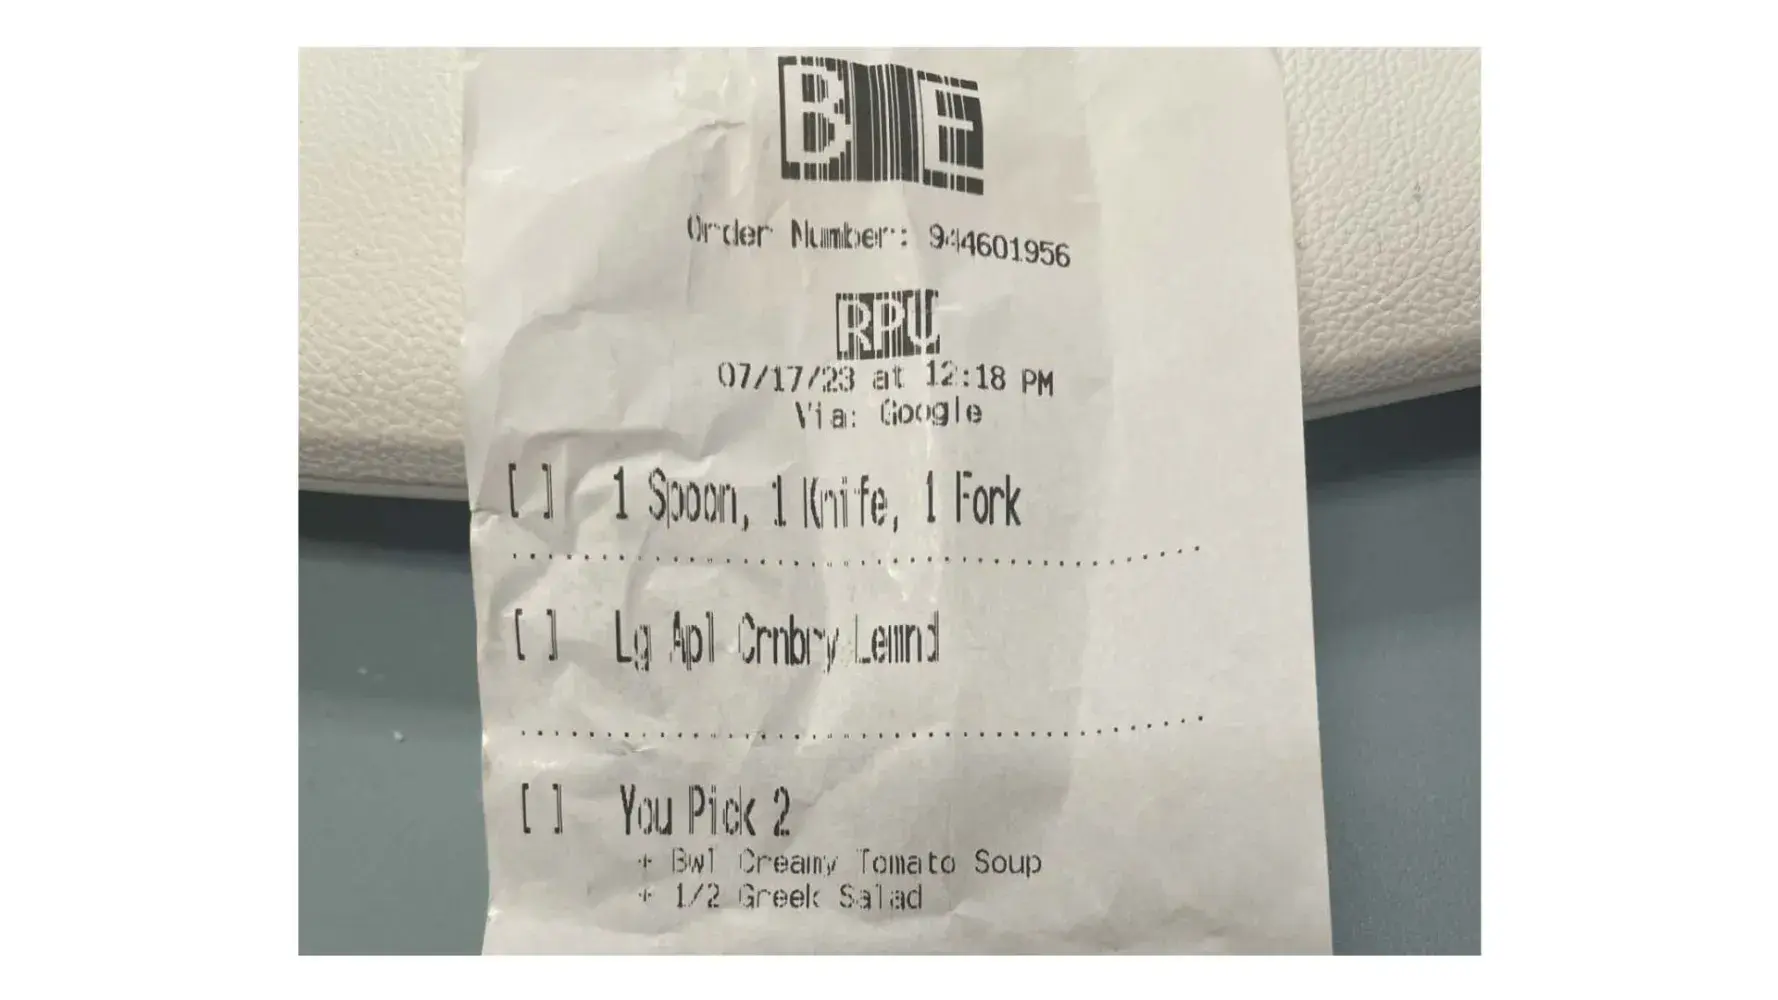 B E
Order Number: 944601956
RPU
07/17/23 at 12:18 PM
Via: Google
[ ] 1 Spoon, 1 Knife, 1 Fork
[ ] Lg Apl Crnbry Lemnd
[ ] You Pick 2
+ Bwl Creamy Tomato Soup
+ 1/2 Greek Salad